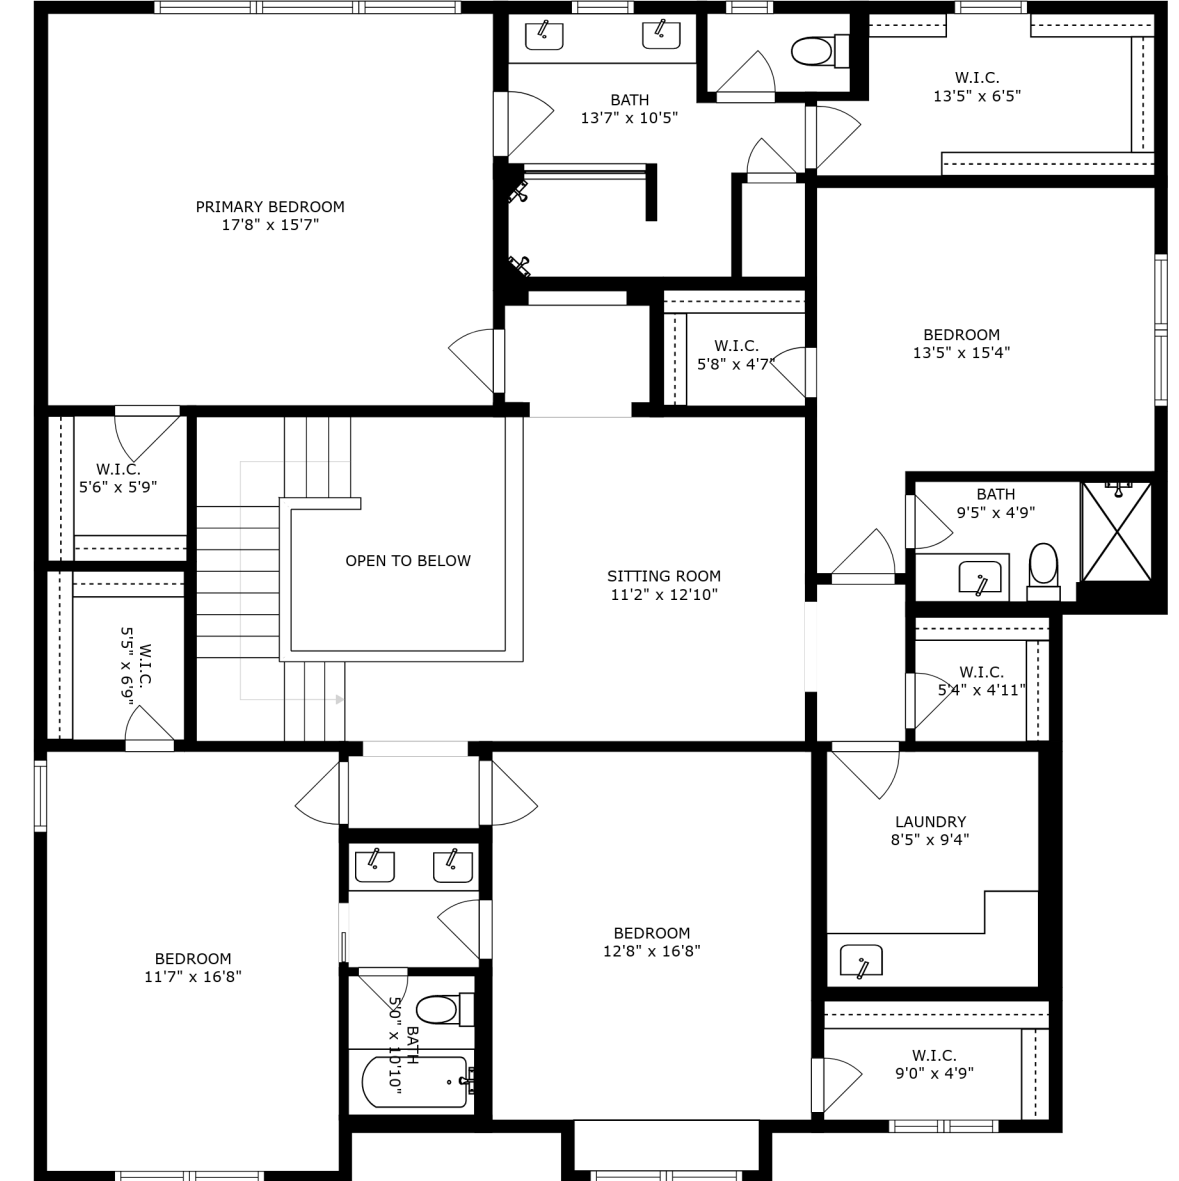 W.I.C.
13'5" x 6'5"
BATH
13'7" x 10'5"
PRIMARY BEDROOM
17'8" x 15'7"
BEDROOM
13'5" x 15'4"
W.I.C.
5'8" x 4'7"
W.I.C.
5'6" x 5'9"
BATH
9'5" x 4'9"
OPEN TO BELOW
SITTING ROOM
11'2" x 12'10"
W.I.C.
5'5" x 6'9"
W.I.C.
5'4" x 4'11"
LAUNDRY
8'5" x 9'4"
BEDROOM
12'8" x 16'8"
BEDROOM
11'7" x 16'8"
BATH
5'0" x 10'10"
W.I.C.
9'0" x 4'9"